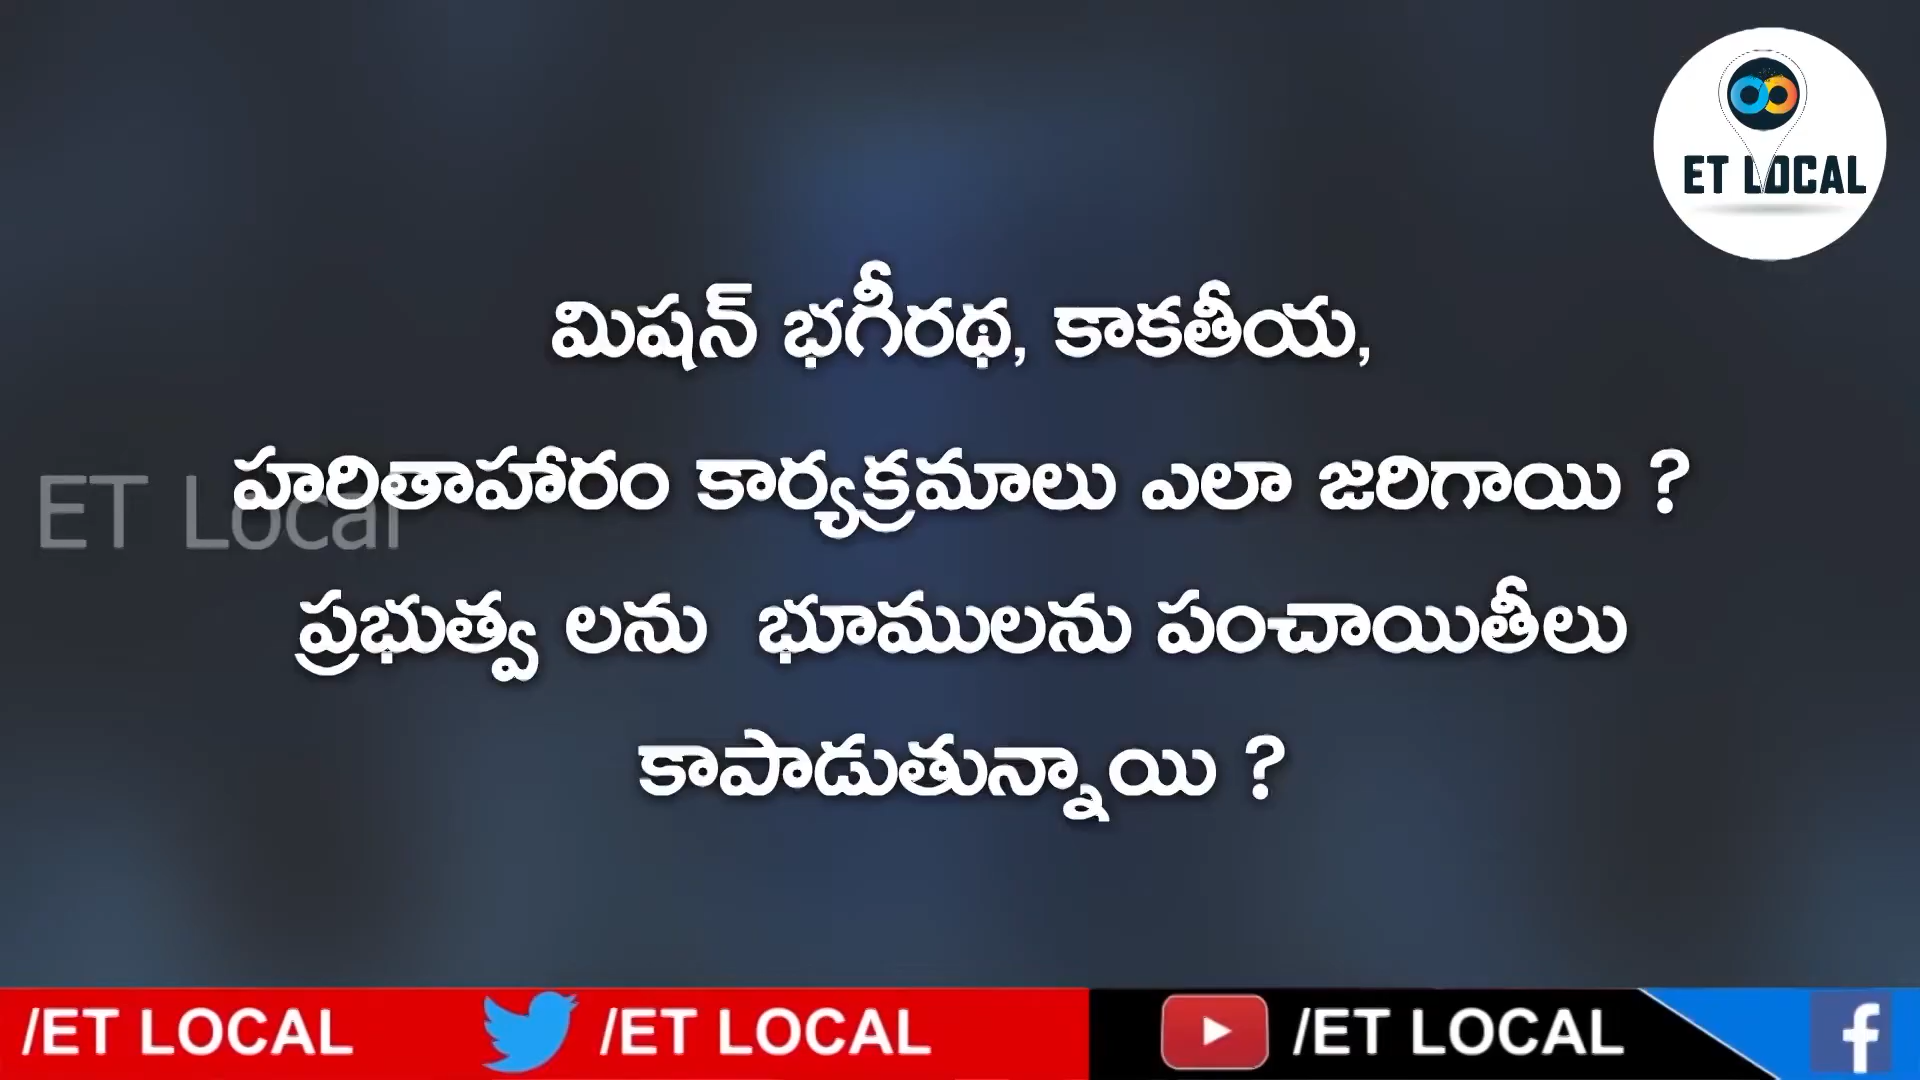 ET LOCAL
మిషన్ భగీరథ, కాకతీయ,
హరితాహారం కార్యక్రమాలు ఎలా జరిగాయి ?
ET Local
ప్రభుత్వ లను భూములను పంచాయితీలు
కాపాడుతున్నాయి ?
/ET LOCAL /ET LOCAL /ET LOCAL